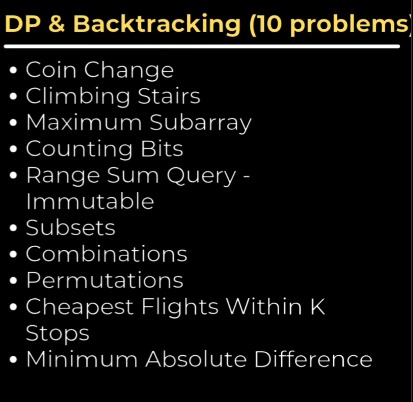 DP & Backtracking (10 problems)
• Coin Change
• Climbing Stairs
• Maximum Subarray
• Counting Bits
• Range Sum Query -
Immutable
• Subsets
• Combinations
• Permutations
• Cheapest Flights Within K
Stops
• Minimum Absolute Difference